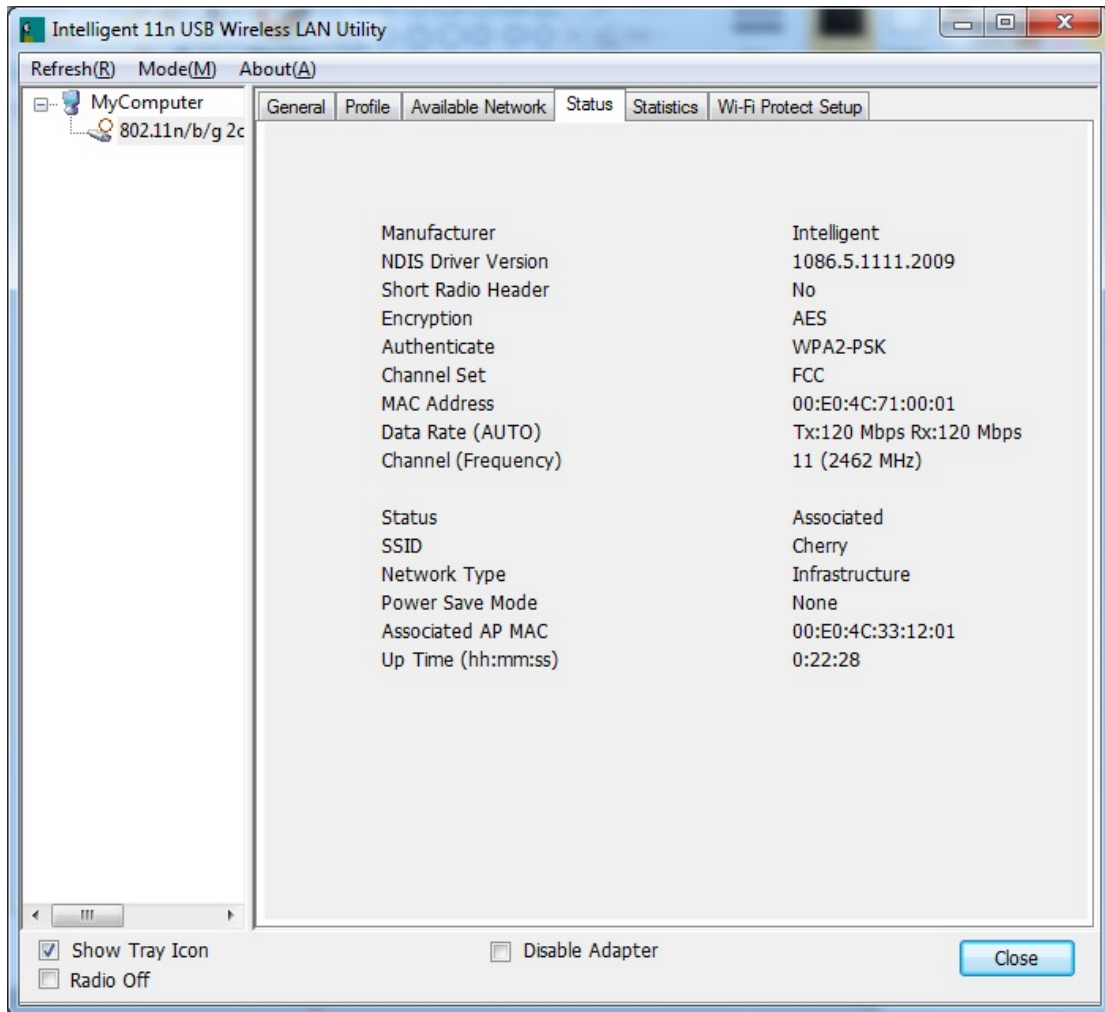 Intelligent 11n USB Wireless LAN Utility
Refresh(R) Mode(M) About(A)
MyComputer
802.11n/b/g 2c
General Profile Available Network Status Statistics Wi-Fi Protect Setup
Manufacturer Intelligent
NDIS Driver Version 1086.5.1111.2009
Short Radio Header No
Encryption AES
Authenticate WPA2-PSK
Channel Set FCC
MAC Address 00:E0:4C:71:00:01
Data Rate (AUTO) Tx:120 Mbps Rx:120 Mbps
Channel (Frequency) 11 (2462 MHz)
Status Associated
SSID Cherry
Network Type Infrastructure
Power Save Mode None
Associated AP MAC 00:E0:4C:33:12:01
Up Time (hh:mm:ss) 0:22:28
Show Tray Icon Disable Adapter Close
Radio Off